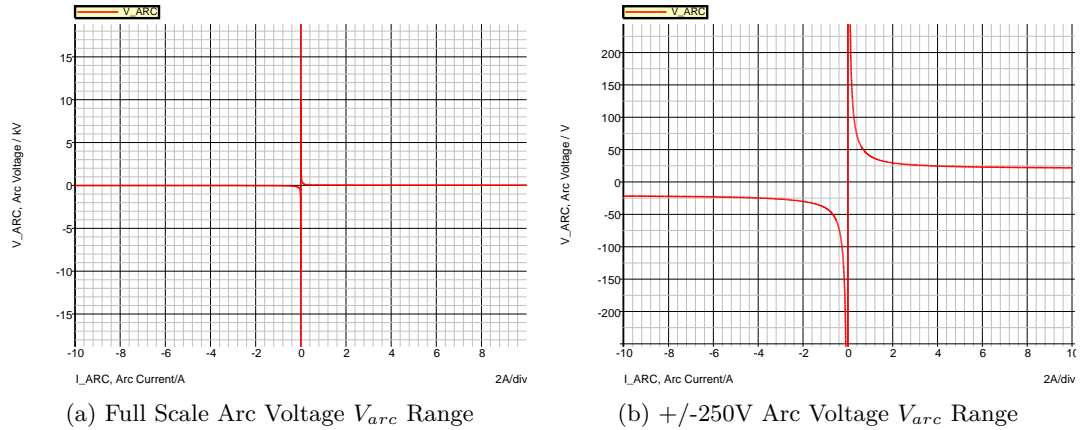 V_ARC
V_ARC
V_ARC, Arc Voltage / kV
15
10
5
0
-5
-10
-15
-10 -8 -6 -4 -2 0 2 4 6 8
I_ARC, Arc Current/A 2A/div
V_ARC, Arc Voltage / V
200
150
100
50
0
-50
-100
-150
-200
-10 -8 -6 -4 -2 0 2 4 6 8 10
I_ARC, Arc Current/A 2A/div
(a) Full Scale Arc Voltage Varc Range
(b) +/-250V Arc Voltage Varc Range